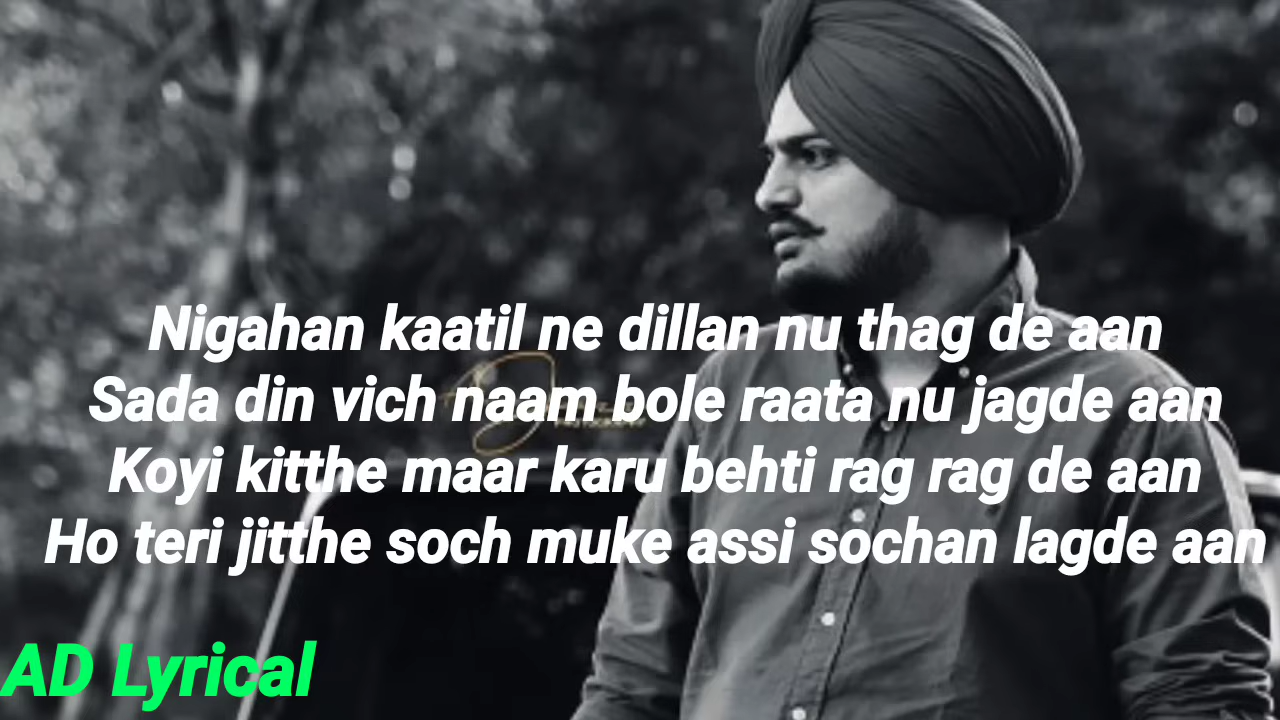 Nigahan kaatil ne dillan nu thag de aan
Sada din vich naam bole raata nu jagde aan
Koyi kitthe maar karu behti rag rag de aan
Ho teri jitthe soch muke assi sochan lagde aan
AD Lyrical